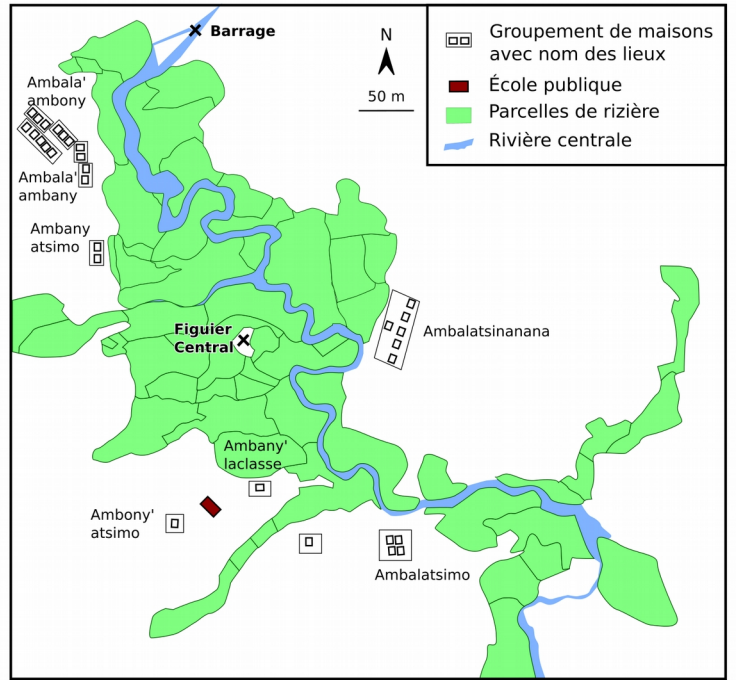 Barrage
N
50 m
Groupement de maisons
avec nom des lieux
École publique
Parcelles de rizière
Rivière centrale
Ambala'
ambony
Ambala'
ambany
Ambany
atsimo
Figuier
Central
Ambalatsinanana
Ambany'
laclasse
Ambony'
atsimo
Ambalatsimo